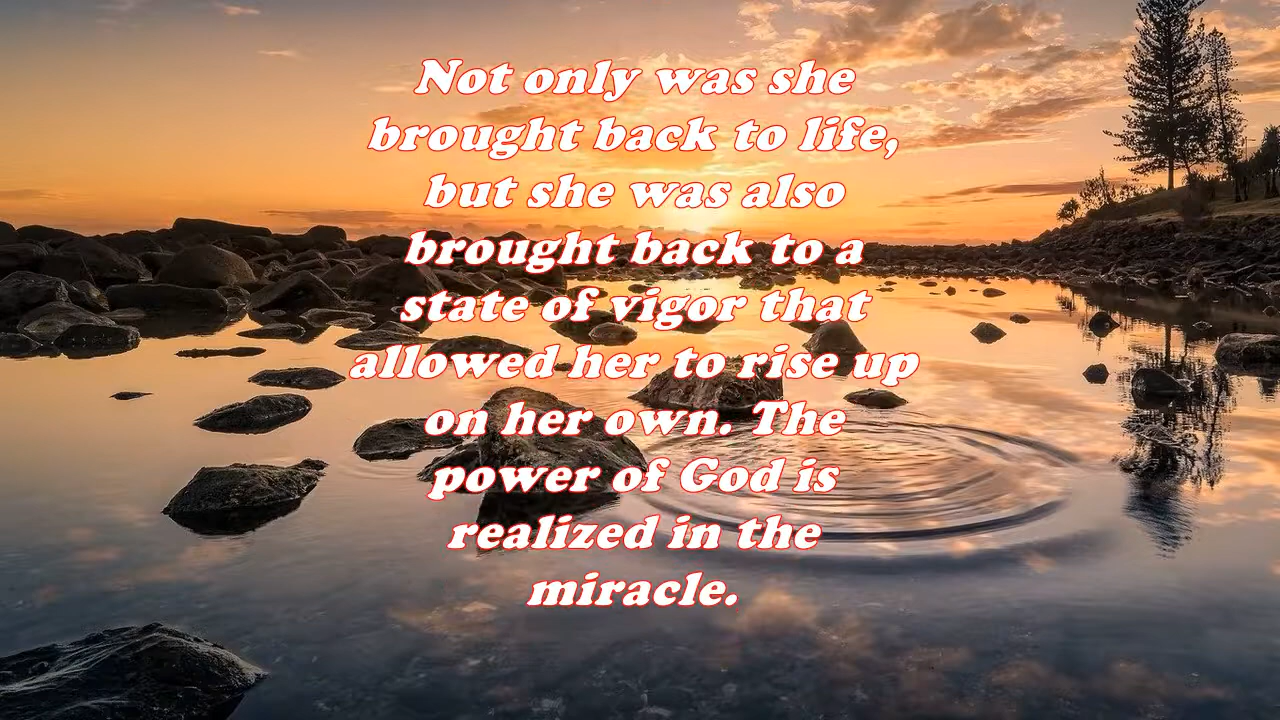 Not only was she
brought back to life,
but she was also
brought back to a
state of vigor that
allowed her to rise up
on her own. The
power of God is
realized in the
miracle.